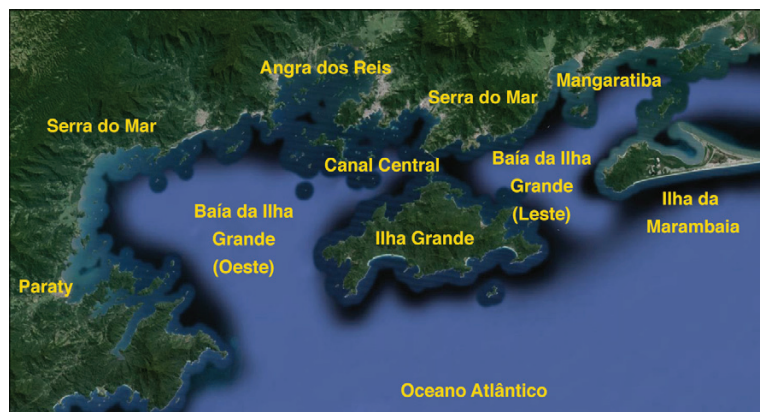 Angra dos Reis
Mangaratiba
Serra do Mar
Serra do Mar
Canal Central
Baía da Ilha
Grande
(Leste)
Ilha da
Marambaia
Baía da Ilha
Grande
(Oeste)
Ilha Grande
Paraty
Oceano Atlântico